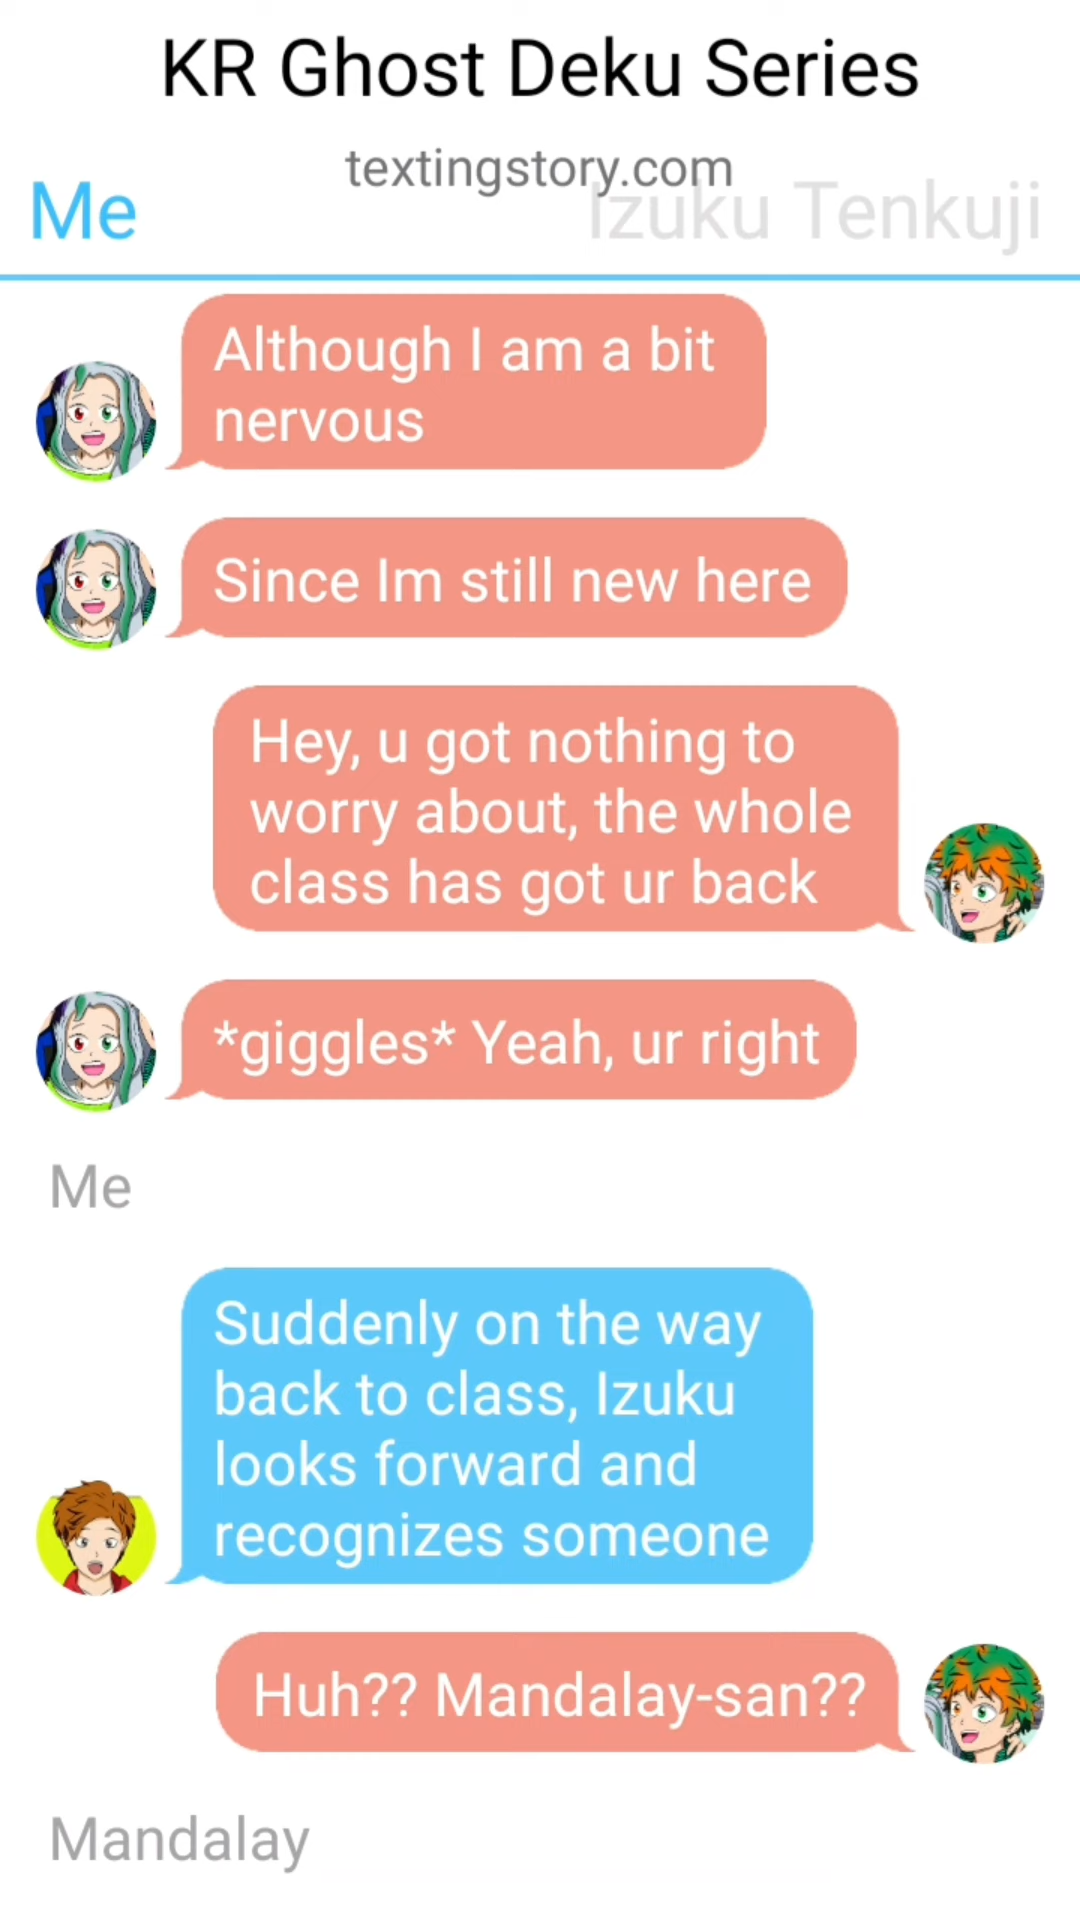 KR Ghost Deku Series
textingstory.com
Me
Izuku Tenkuji
Although I am a bit
nervous
Since Im still new here
Hey, u got nothing to
worry about, the whole
class has got ur back
*giggles* Yeah, ur right
Me
Suddenly on the way
back to class, Izuku
looks forward and
recognizes someone
Huh?? Mandalay-san??
Mandalay